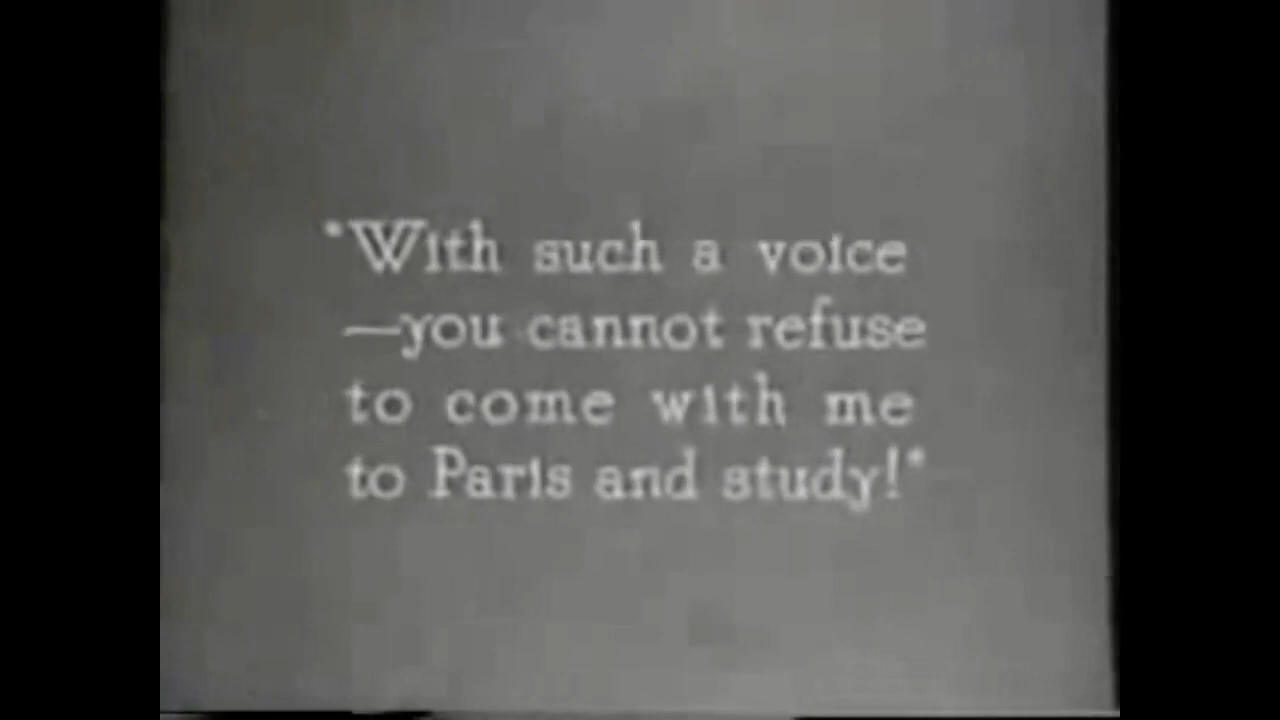 "With such a voice
—you cannot refuse
to come with me
to Paris and study!"